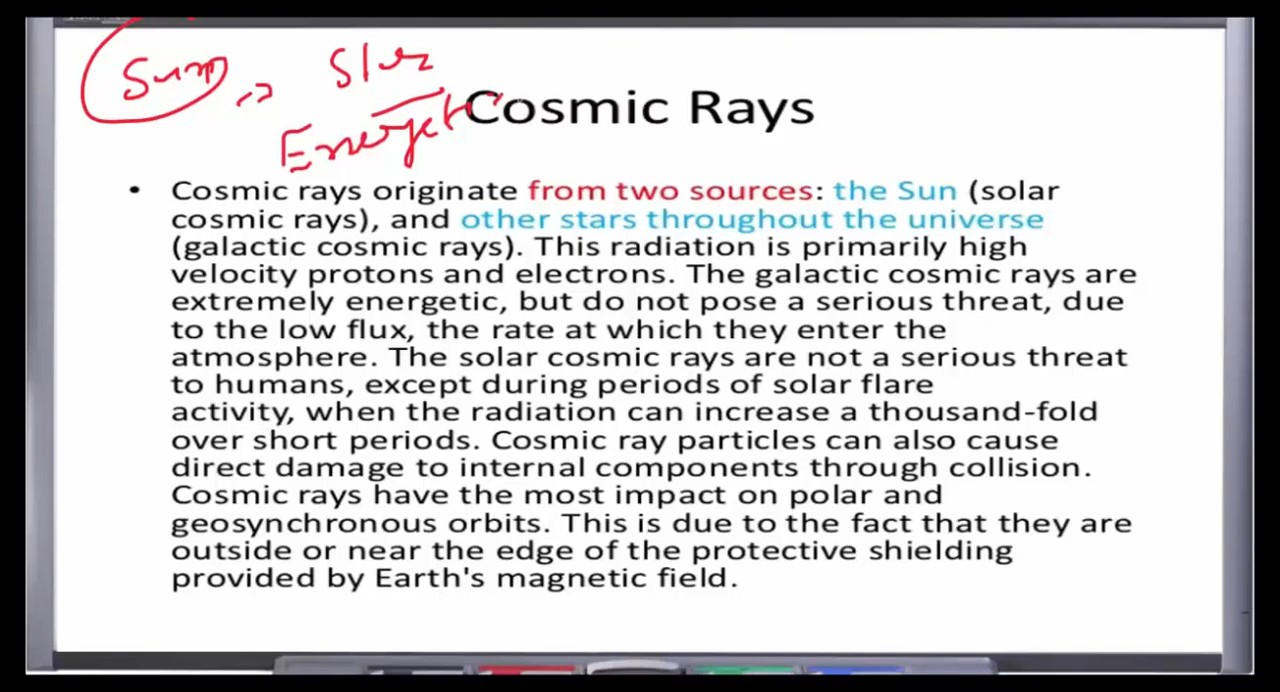 Sun
Energet
Cosmic Rays
• Cosmic rays originate from two sources: the Sun (solar
cosmic rays), and other stars throughout the universe
(galactic cosmic rays). This radiation is primarily high
velocity protons and electrons. The galactic cosmic rays are
extremely energetic, but do not pose a serious threat, due
to the low flux, the rate at which they enter the
atmosphere. The solar cosmic rays are not a serious threat
to humans, except during periods of solar flare
activity, when the radiation can increase a thousand-fold
over short periods. Cosmic ray particles can also cause
direct damage to internal components through collision.
Cosmic rays have the most impact on polar and
geosynchronous orbits. This is due to the fact that they are
outside or near the edge of the protective shielding
provided by Earth's magnetic field.